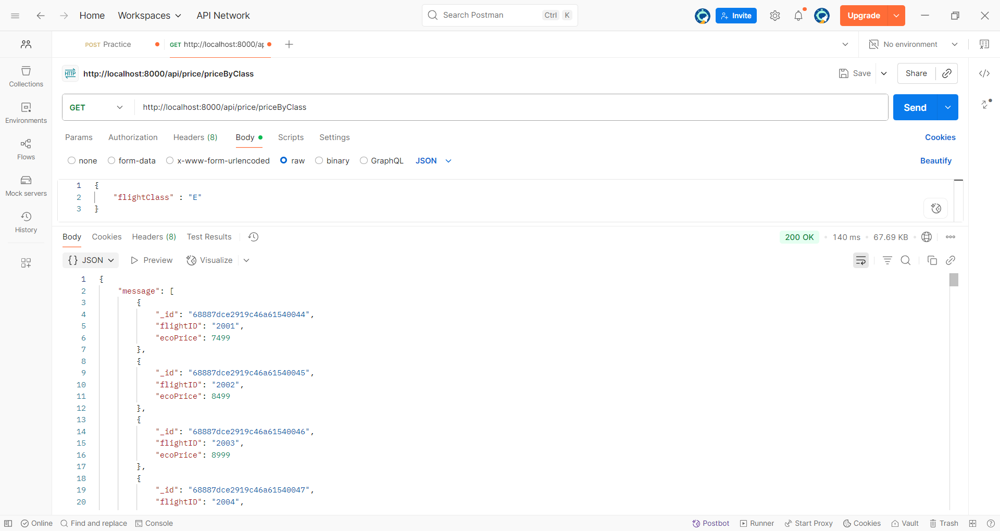 Home Workspaces API Network Search Postman Ctrl K Invite Upgrade
POST Practice GET http://localhost:8000/ap No environment
HTTP http://localhost:8000/api/price/priceByClass Save Share
GET http://localhost:8000/api/price/priceByClass Send
Params Authorization Headers (8) Body Scripts Settings Cookies
none form-data x-www-form-urlencoded raw binary GraphQL JSON Beautify
1 {
2 "flightClass" : "E"
3 }
Collections
Environments
Flows
Mock servers
History
Body Cookies Headers (8) Test Results 200 OK 140 ms 67.69 KB
{} JSON Preview Visualize
1 {
2 "message": [
3 {
4 "_id": "68887dce2919c46a61540044",
5 "flightID": "2001",
6 "ecoPrice": 7499
7 },
8 {
9 "_id": "68887dce2919c46a61540045",
10 "flightID": "2002",
11 "ecoPrice": 8499
12 },
13 {
14 "_id": "68887dce2919c46a61540046",
15 "flightID": "2003",
16 "ecoPrice": 8999
17 },
18 {
19 "_id": "68887dce2919c46a61540047",
20 "flightID": "2004",
Online Find and replace Console Postbot Runner Start Proxy Cookies Vault Trash